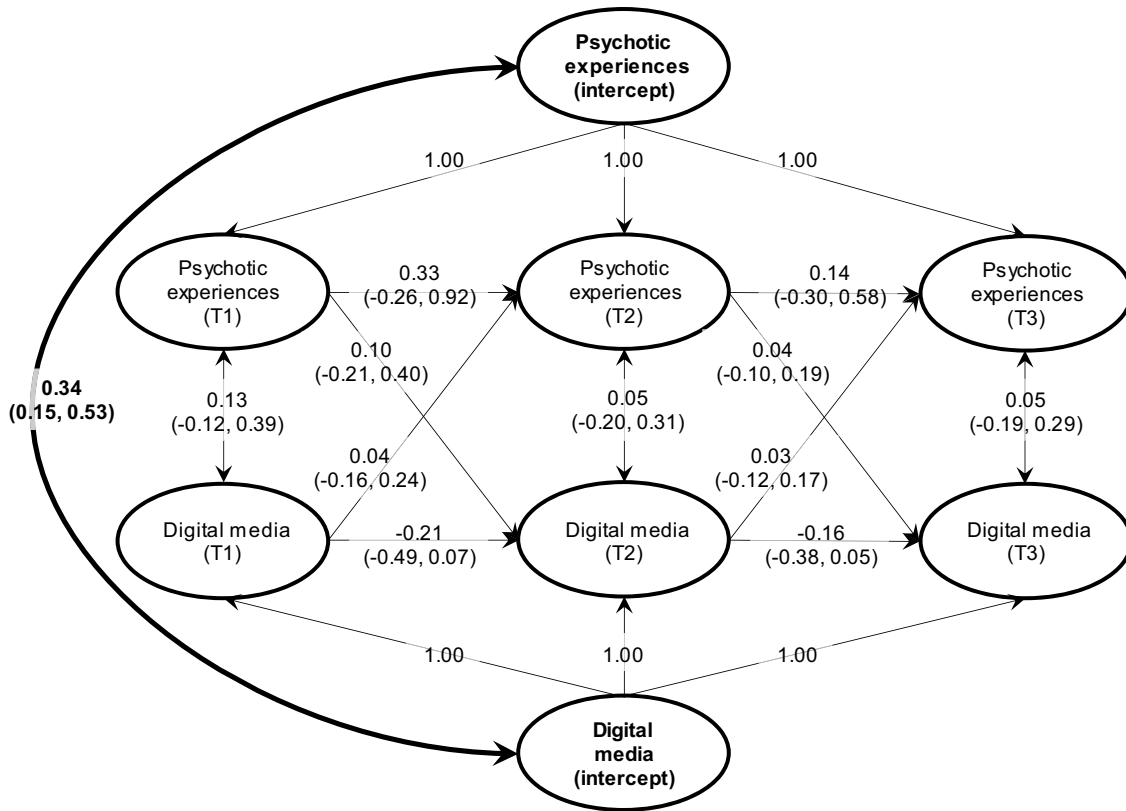 Psychotic
experiences
(intercept)
1.00
1.00
1.00
Psychotic
experiences
(T1)
0.33
(-0.26, 0.92)
Psychotic
experiences
(T2)
0.14
(-0.30, 0.58)
Psychotic
experiences
(T3)
0.10
(-0.21, 0.40)
0.04
(-0.10, 0.19)
0.34
(0.15, 0.53)
0.13
(-0.12, 0.39)
0.05
(-0.20, 0.31)
0.05
(-0.19, 0.29)
0.04
(-0.16, 0.24)
0.03
(-0.12, 0.17)
Digital media
(T1)
-0.21
(-0.49, 0.07)
Digital media
(T2)
-0.16
(-0.38, 0.05)
Digital media
(T3)
1.00
1.00
1.00
Digital
media
(intercept)